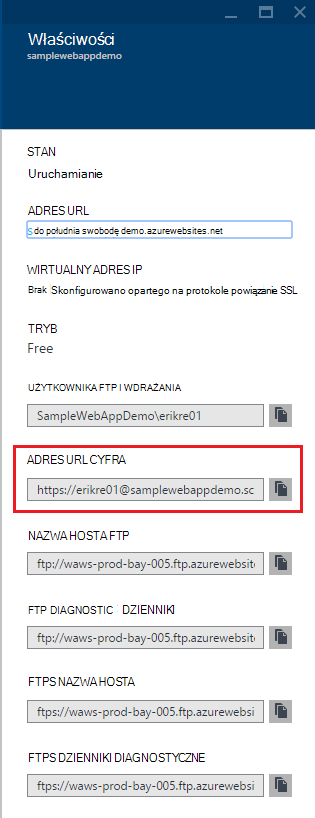 Właściwości
samplewebappdemo
STAN
Uruchamianie
ADRES URL
s do południa swobodę demo.azurewebsites.net
WIRTUALNY ADRES IP
Brak Skonfigurowano opartego na protokole powiązanie SSL
TRYB
Free
UŻYTKOWNIKA FTP I WDRAŻANIA
SampleWebAppDemo\erikre01
ADRES URL CYFRA
https://erikre01@samplewebappdemo.sc
NAZWA HOSTA FTP
ftp://waws-prod-bay-005.ftp.azurewebsite
FTP DIAGNOSTIC DZIENNIKI
ftp://waws-prod-bay-005.ftp.azurewebsite
FTPS NAZWA HOSTA
ftps://waws-prod-bay-005.ftp.azurewebsi
FTPS DZIENNIKI DIAGNOSTYCZNE
ftps://waws-prod-bay-005.ftp.azurewebsi